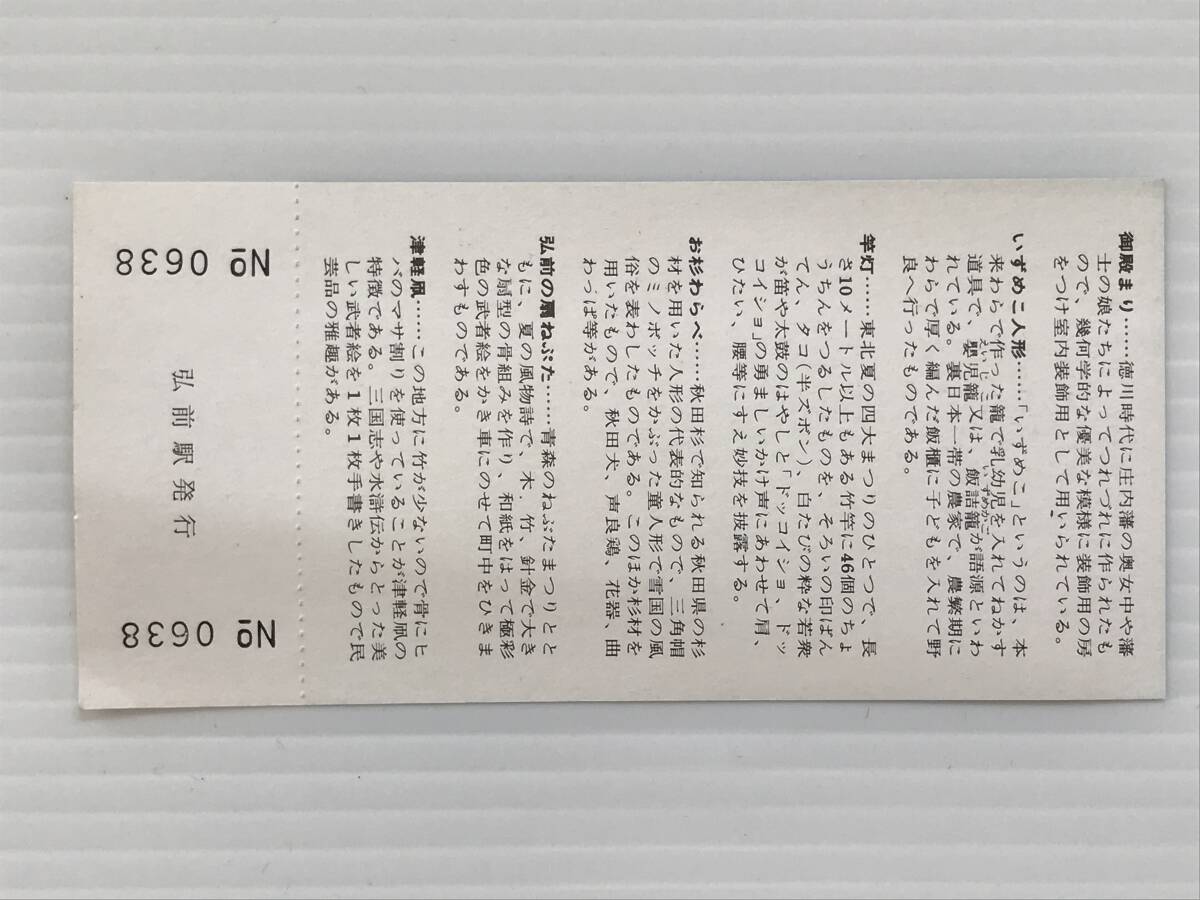 御殿まり……徳川時代に庄内藩の奥女中や藩
士の娘たちによってつれづれに作られたも
ので、幾何学的な優美な模様に装飾用の房
をつけ室内装飾用として用いられている。
いずめこ人形……「いずめこ」というのは、本
来わらで作った籠で乳幼児を入れてねかす
道具で、嬰児籠又は、飯詰籠が語源といわ
れている。裏日本一帯の農家で、農繁期に
わらで厚く編んだ飯櫃に子どもを入れて野
良へ行ったものである。
竿灯……東北夏の四大まつりのひとつで、長
さ10メートル以上もある竹竿に46個のちょ
うちんをつるしたものを、そろいの印ばん
てん、タコ(半ズボン)、白たびの粋な若衆
が笛や太鼓のはやしと「ドッコイショ、ドッ
コイショ」の勇ましいかけ声にあわせて肩、
ひたい、腰等にすえ妙技を披露する。
お杉わらべ……秋田杉で知られる秋田県の杉
材を用いた人形の代表的なもので、三角帽
のミノボッチをかぶった童人形で雪国の風
俗を表わしたものである。このほか杉材を
用いたもので、秋田犬、声良鶏、花器、曲
わっぱ等がある。
弘前の扇ねぷた……青森のねぶたまつりとと
もに、夏の風物詩で、木．竹、針金で大き
な扇型の骨組みを作り、和紙をはって極彩
色の武者絵をかき車にのせて町中をひきま
わすものである。
津軽凧……この地方に竹が少ないので骨にヒ
バのマサ割りを使っていることが津軽凧の
特徴である。三国志や水滸伝からとった美
しい武者絵を1枚1枚手書きしたもので民
芸品の雅趣がある。
№ 0638
弘前駅発行
№ 0638